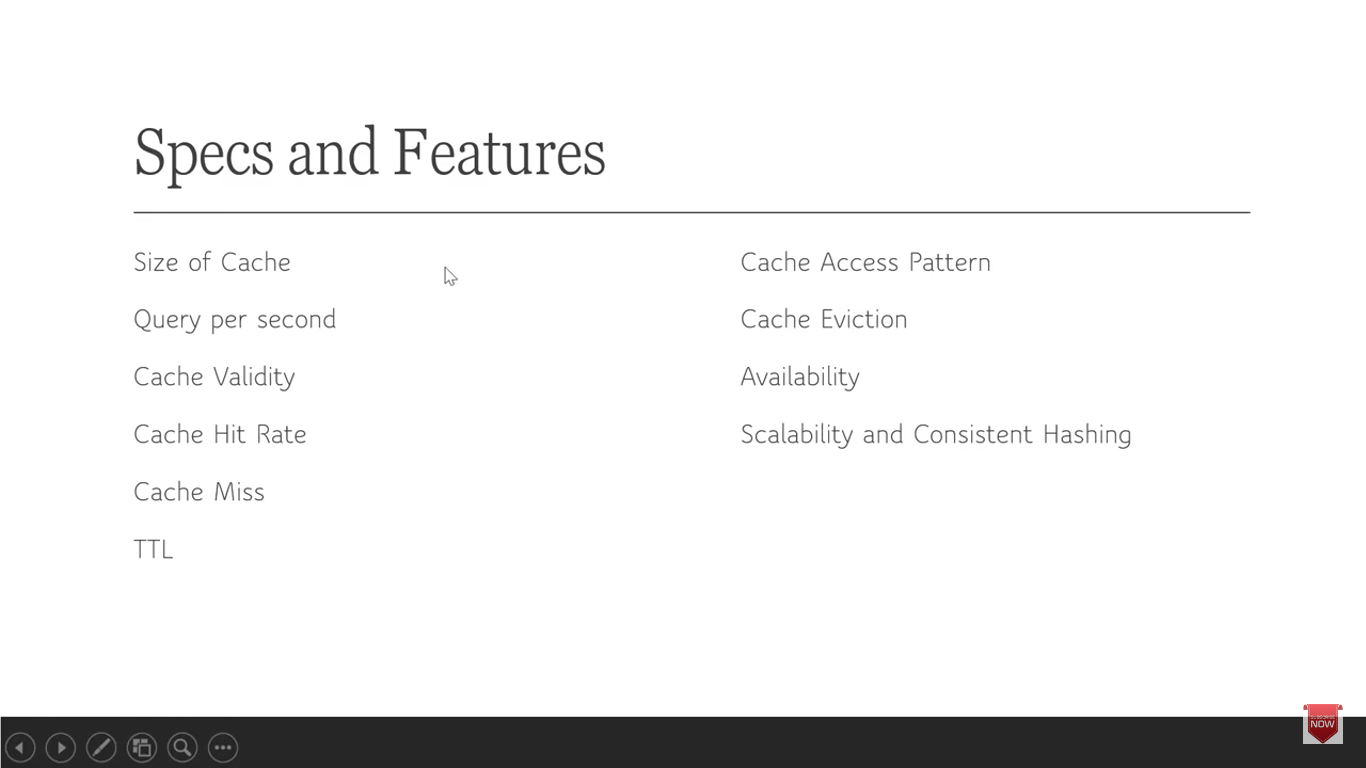 Specs and Features
Size of Cache
Query per second
Cache Validity
Cache Hit Rate
Cache Miss
TTL
Cache Access Pattern
Cache Eviction
Availability
Scalability and Consistent Hashing
NOW